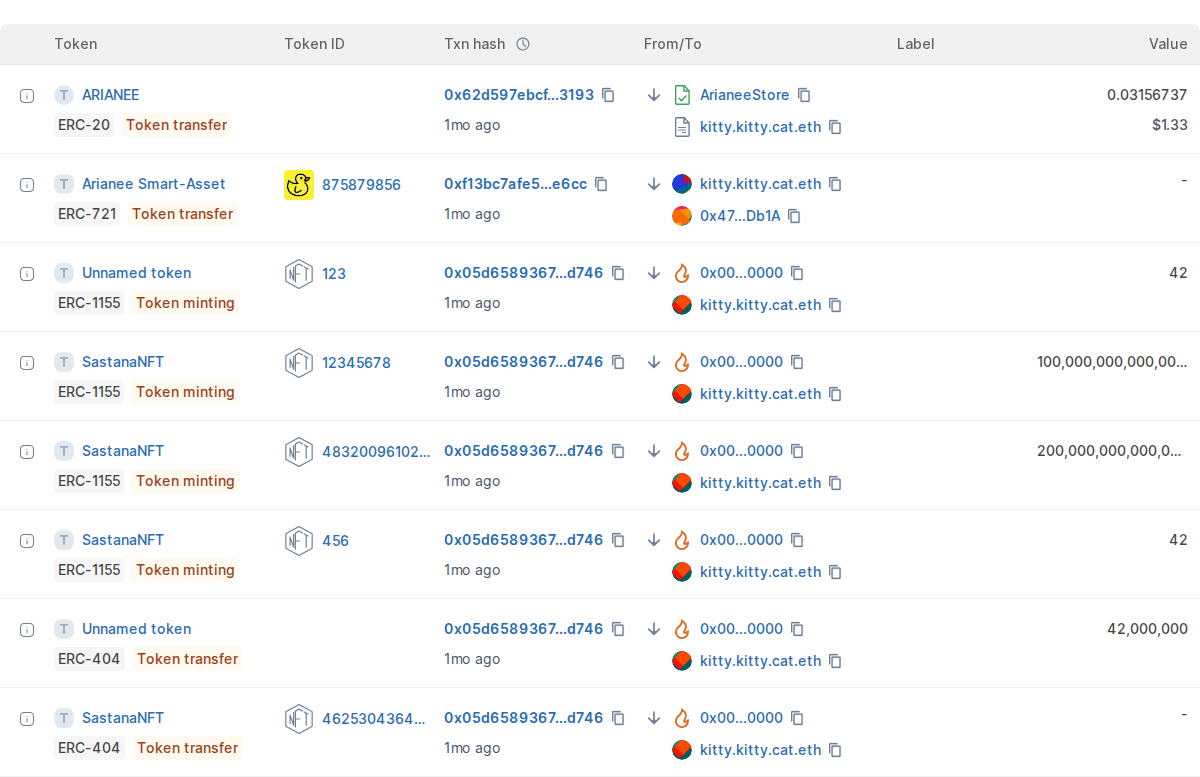 Token Token ID Txn hash From/To Label Value
T ARIANEE 0x62d597ebcf...3193 ArianeeStore 0.03156737
ERC-20 Token transfer 1mo ago kitty.kitty.cat.eth $1.33
T Arianee Smart-Asset 875879856 0xf13bc7afe5...e6cc kitty.kitty.cat.eth -
ERC-721 Token transfer 1mo ago 0x47...Db1A
T Unnamed token NFT 123 0x05d6589367...d746 0x00...0000 42
ERC-1155 Token minting 1mo ago kitty.kitty.cat.eth
T SastanaNFT NFT 12345678 0x05d6589367...d746 0x00...0000 100,000,000,000,00...
ERC-1155 Token minting 1mo ago kitty.kitty.cat.eth
T SastanaNFT NFT 48320096102... 0x05d6589367...d746 0x00...0000 200,000,000,000,0...
ERC-1155 Token minting 1mo ago kitty.kitty.cat.eth
T SastanaNFT NFT 456 0x05d6589367...d746 0x00...0000 42
ERC-1155 Token minting 1mo ago kitty.kitty.cat.eth
T Unnamed token 0x05d6589367...d746 0x00...0000 42,000,000
ERC-404 Token transfer 1mo ago kitty.kitty.cat.eth
T SastanaNFT NFT 4625304364... 0x05d6589367...d746 0x00...0000 -
ERC-404 Token transfer 1mo ago kitty.kitty.cat.eth